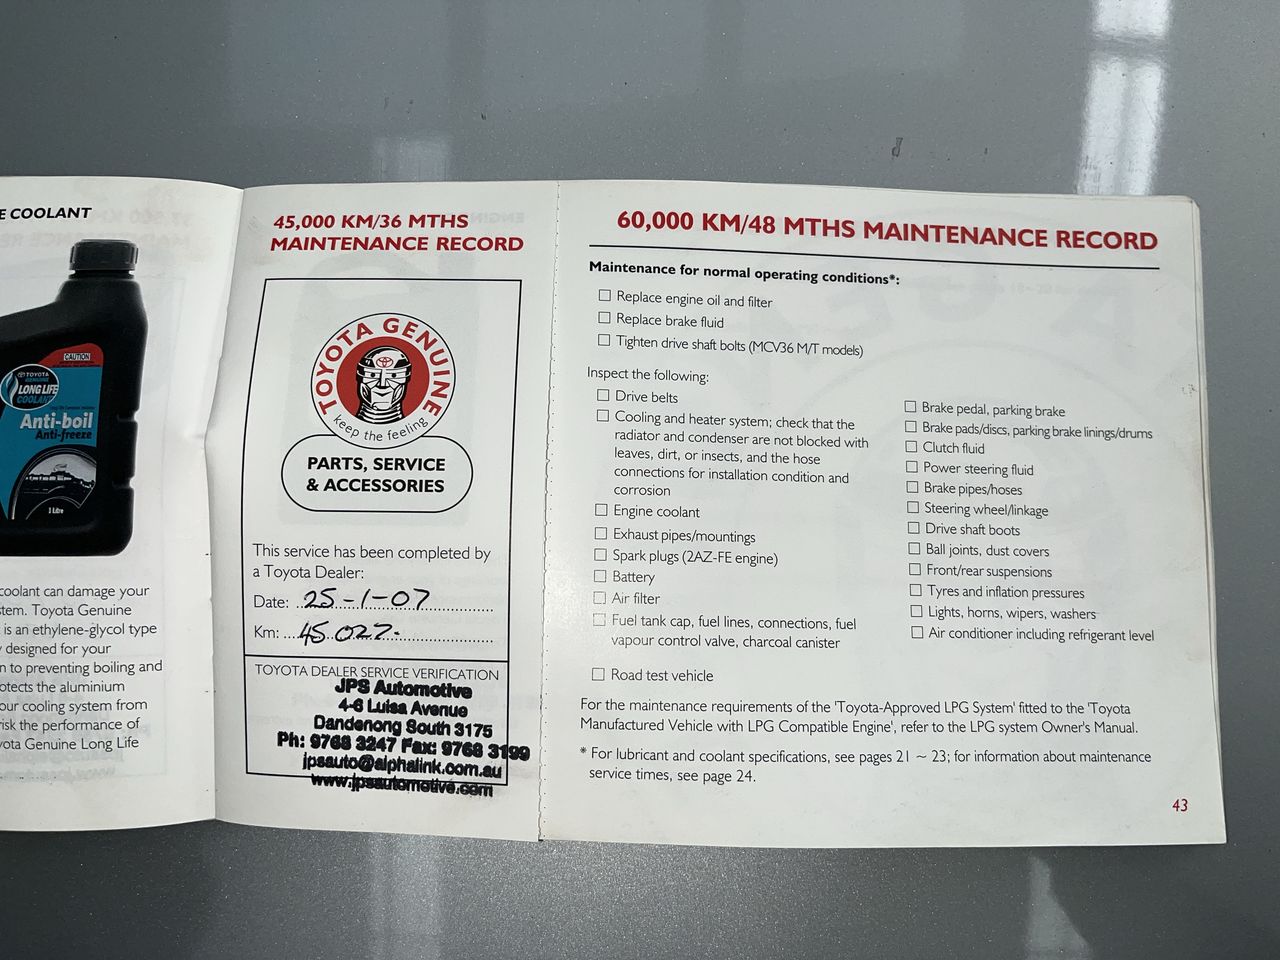 E COOLANT
CAUTION
TOYOTA
GENUINE
LONG LIFE
COOLANT
Anti-boil
Anti-freeze
1 Litre
coolant can damage your
stem. Toyota Genuine
is an ethylene-glycol type
y designed for your
n to preventing boiling and
otects the aluminium
our cooling system from
risk the performance of
yota Genuine Long Life
45,000 KM/36 MTHS
MAINTENANCE RECORD
TOYOTA GENUINE
TOYOTA
keep the feeling
PARTS, SERVICE
& ACCESSORIES
This service has been completed by
a Toyota Dealer:
Date: 25-1-07
Km: 45027.
TOYOTA DEALER SERVICE VERIFICATION
JPS Automotive
4-6 Luisa Avenue
Dandenong South 3175
Ph: 9768 3247 Fax: 9768 3199
jpsauto@alphalink.com.au
www.jpsautomotive.com
60,000 KM/48 MTHS MAINTENANCE RECORD
Maintenance for normal operating conditions*:
Replace engine oil and filter
Replace brake fluid
Tighten drive shaft bolts (MCV36 M/T models)
Inspect the following:
Drive belts
Cooling and heater system; check that the
radiator and condenser are not blocked with
leaves, dirt, or insects, and the hose
connections for installation condition and
corrosion
Engine coolant
Exhaust pipes/mountings
Spark plugs (2AZ-FE engine)
Battery
Air filter
Fuel tank cap, fuel lines, connections, fuel
vapour control valve, charcoal canister
Road test vehicle
Brake pedal, parking brake
Brake pads/discs, parking brake linings/drums
Clutch fluid
Power steering fluid
Brake pipes/hoses
Steering wheel/linkage
Drive shaft boots
Ball joints, dust covers
Front/rear suspensions
Tyres and inflation pressures
Lights, horns, wipers, washers
Air conditioner including refrigerant level
For the maintenance requirements of the 'Toyota-Approved LPG System' fitted to the 'Toyota
Manufactured Vehicle with LPG Compatible Engine', refer to the LPG system Owner's Manual.
* For lubricant and coolant specifications, see pages 21 ~ 23; for information about maintenance
service times, see page 24.
43